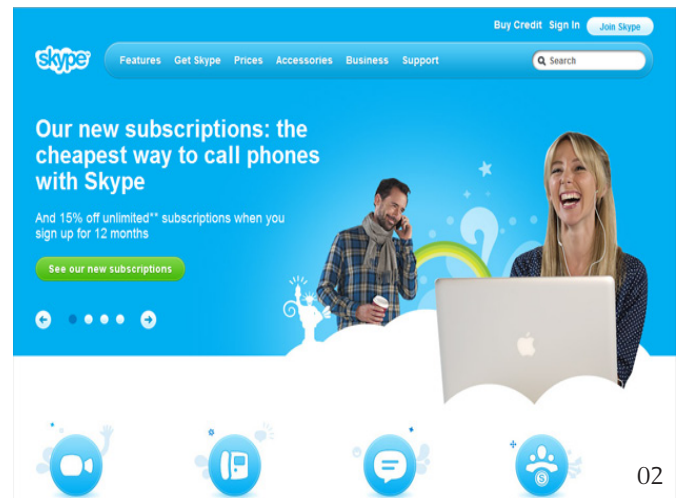 Buy Credit Sign In Join Skype
skype Features Get Skype Prices Accessories Business Support Search
Our new subscriptions: the
cheapest way to call phones
with Skype
And 15% off unlimited** subscriptions when you
sign up for 12 months
See our new subscriptions
S
02